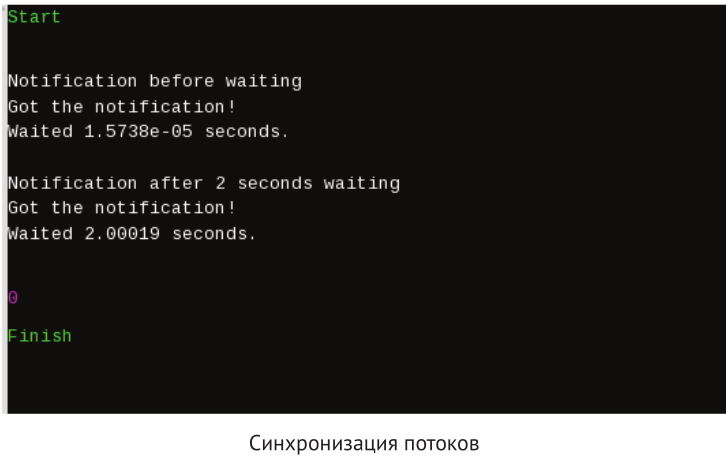 Start
Notification before waiting
Got the notification!
Waited 1.5738e-05 seconds.
Notification after 2 seconds waiting
Got the notification!
Waited 2.00019 seconds.
0
Finish
Синхронизация потоков